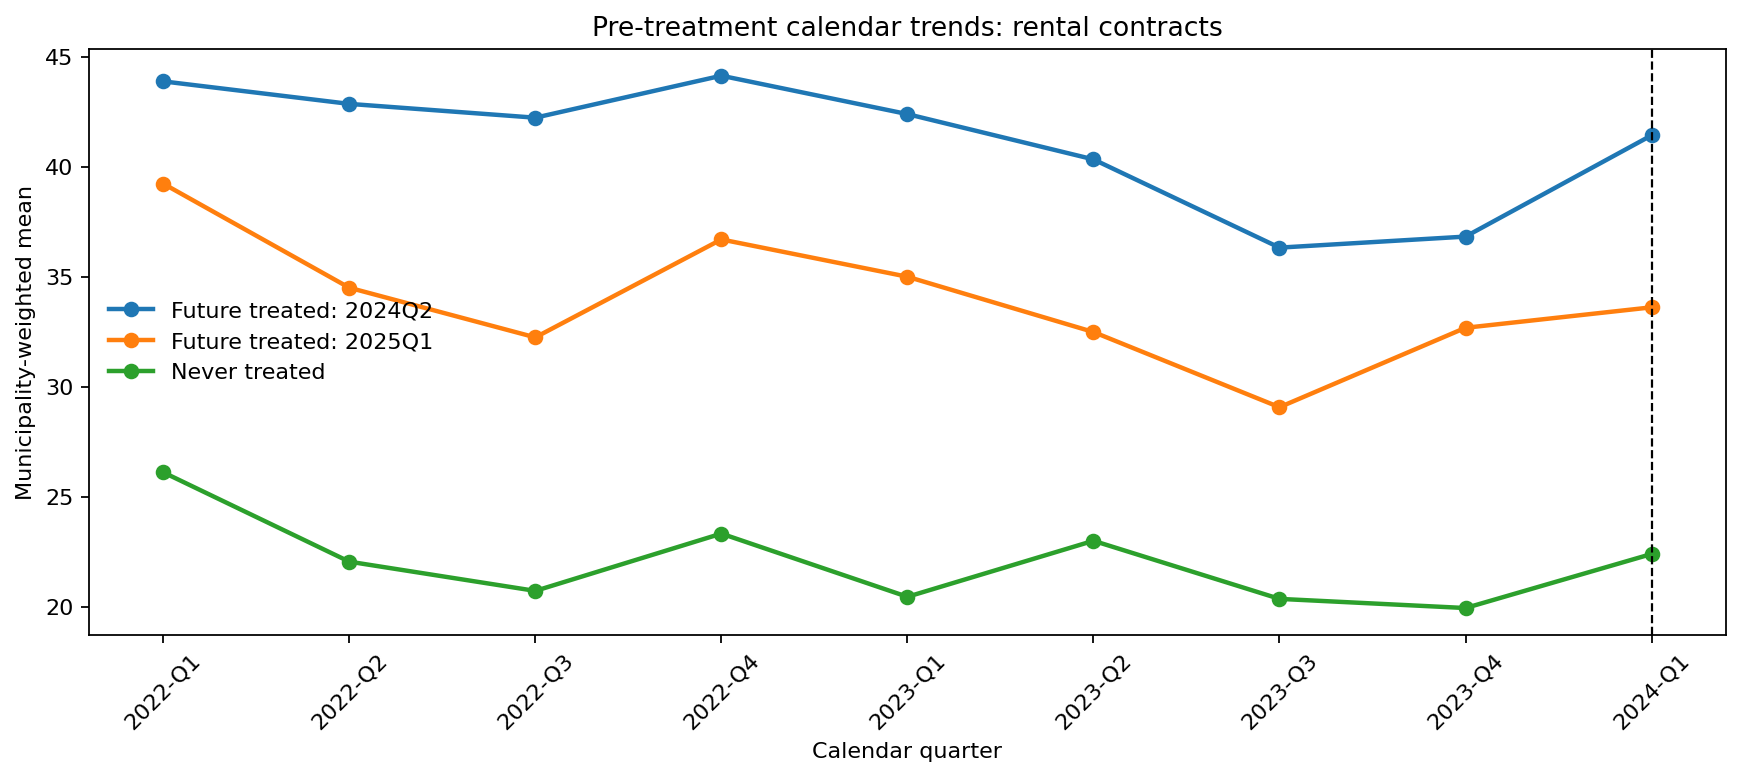 Pre-treatment calendar trends: rental contracts
Municipality-weighted mean
45
40
35
30
25
20
Future treated: 2024Q2
Future treated: 2025Q1
Never treated
2022-Q1
2022-Q2
2022-Q3
2022-Q4
2023-Q1
2023-Q2
2023-Q3
2023-Q4
2024-Q1
Calendar quarter